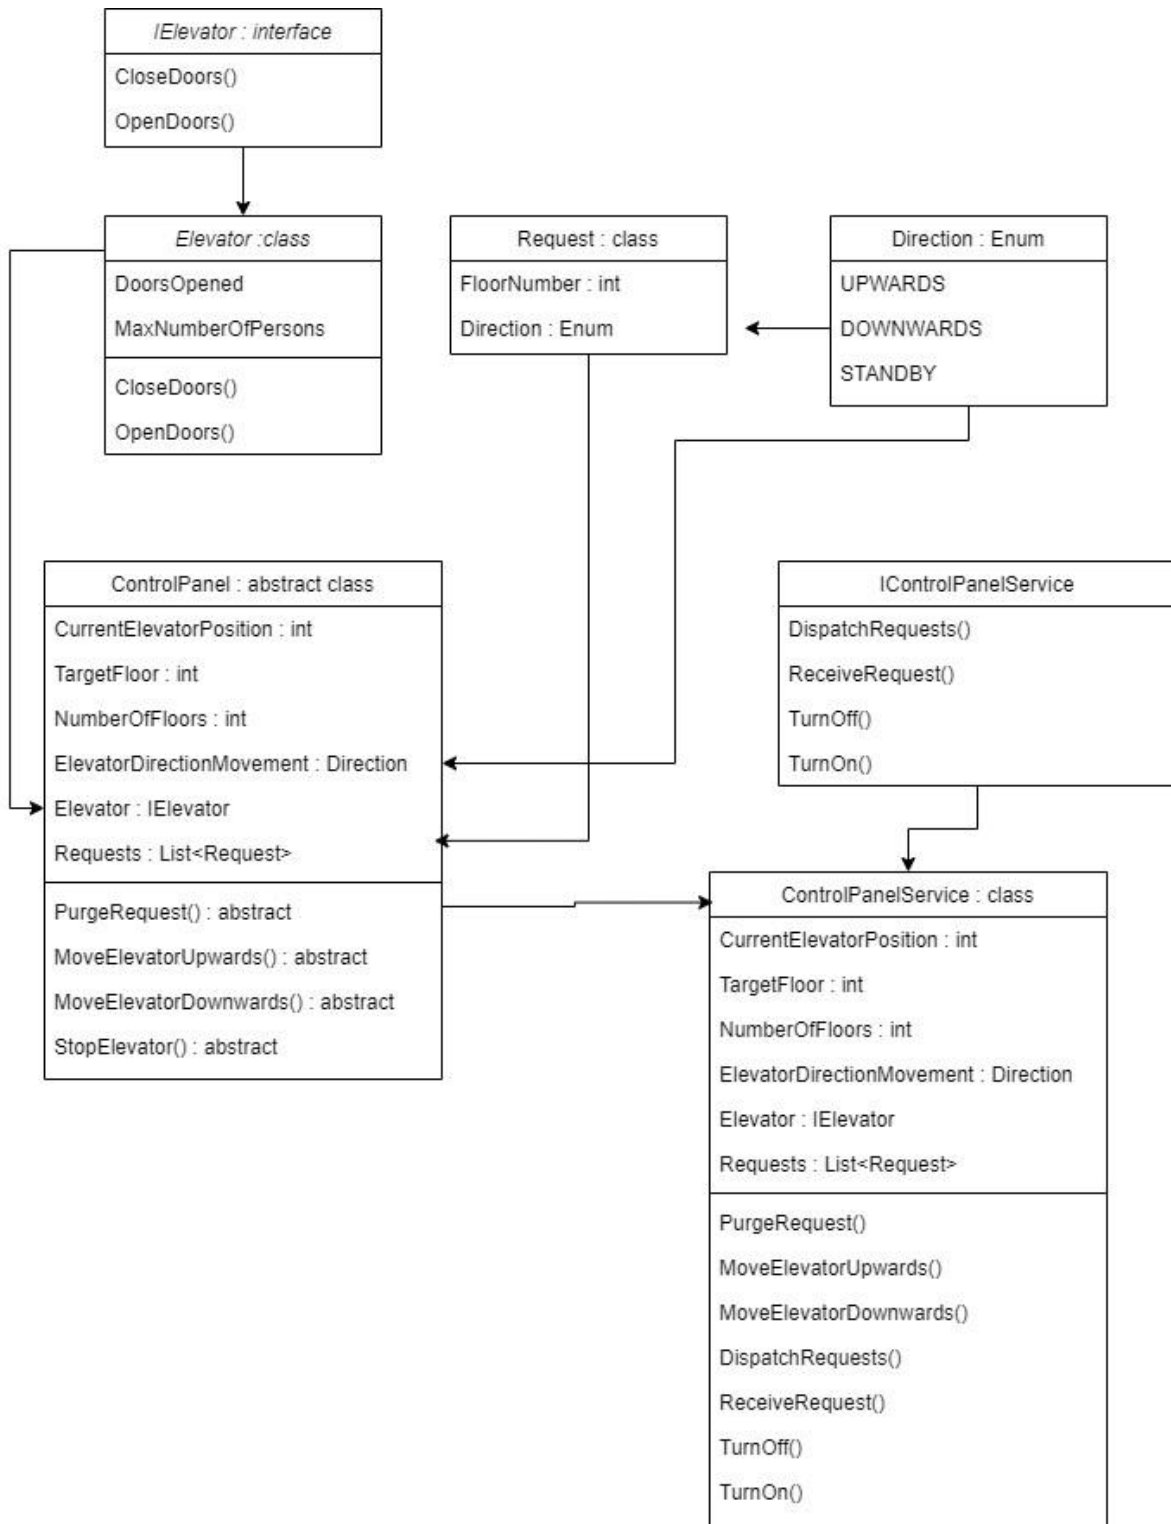 IElevator : interface
CloseDoors()
OpenDoors()
Elevator :class
DoorsOpened
MaxNumberOfPersons
CloseDoors()
OpenDoors()
Request : class
FloorNumber : int
Direction : Enum
Direction : Enum
UPWARDS
DOWNWARDS
STANDBY
ControlPanel : abstract class
CurrentElevatorPosition : int
TargetFloor : int
NumberOfFloors : int
ElevatorDirectionMovement : Direction
Elevator : IElevator
Requests : List<Request>
PurgeRequest() : abstract
MoveElevatorUpwards() : abstract
MoveElevatorDownwards() : abstract
StopElevator() : abstract
IControlPanelService
DispatchRequests()
ReceiveRequest()
TurnOff()
TurnOn()
ControlPanelService : class
CurrentElevatorPosition : int
TargetFloor : int
NumberOfFloors : int
ElevatorDirectionMovement : Direction
Elevator : IElevator
Requests : List<Request>
PurgeRequest()
MoveElevatorUpwards()
MoveElevatorDownwards()
DispatchRequests()
ReceiveRequest()
TurnOff()
TurnOn()